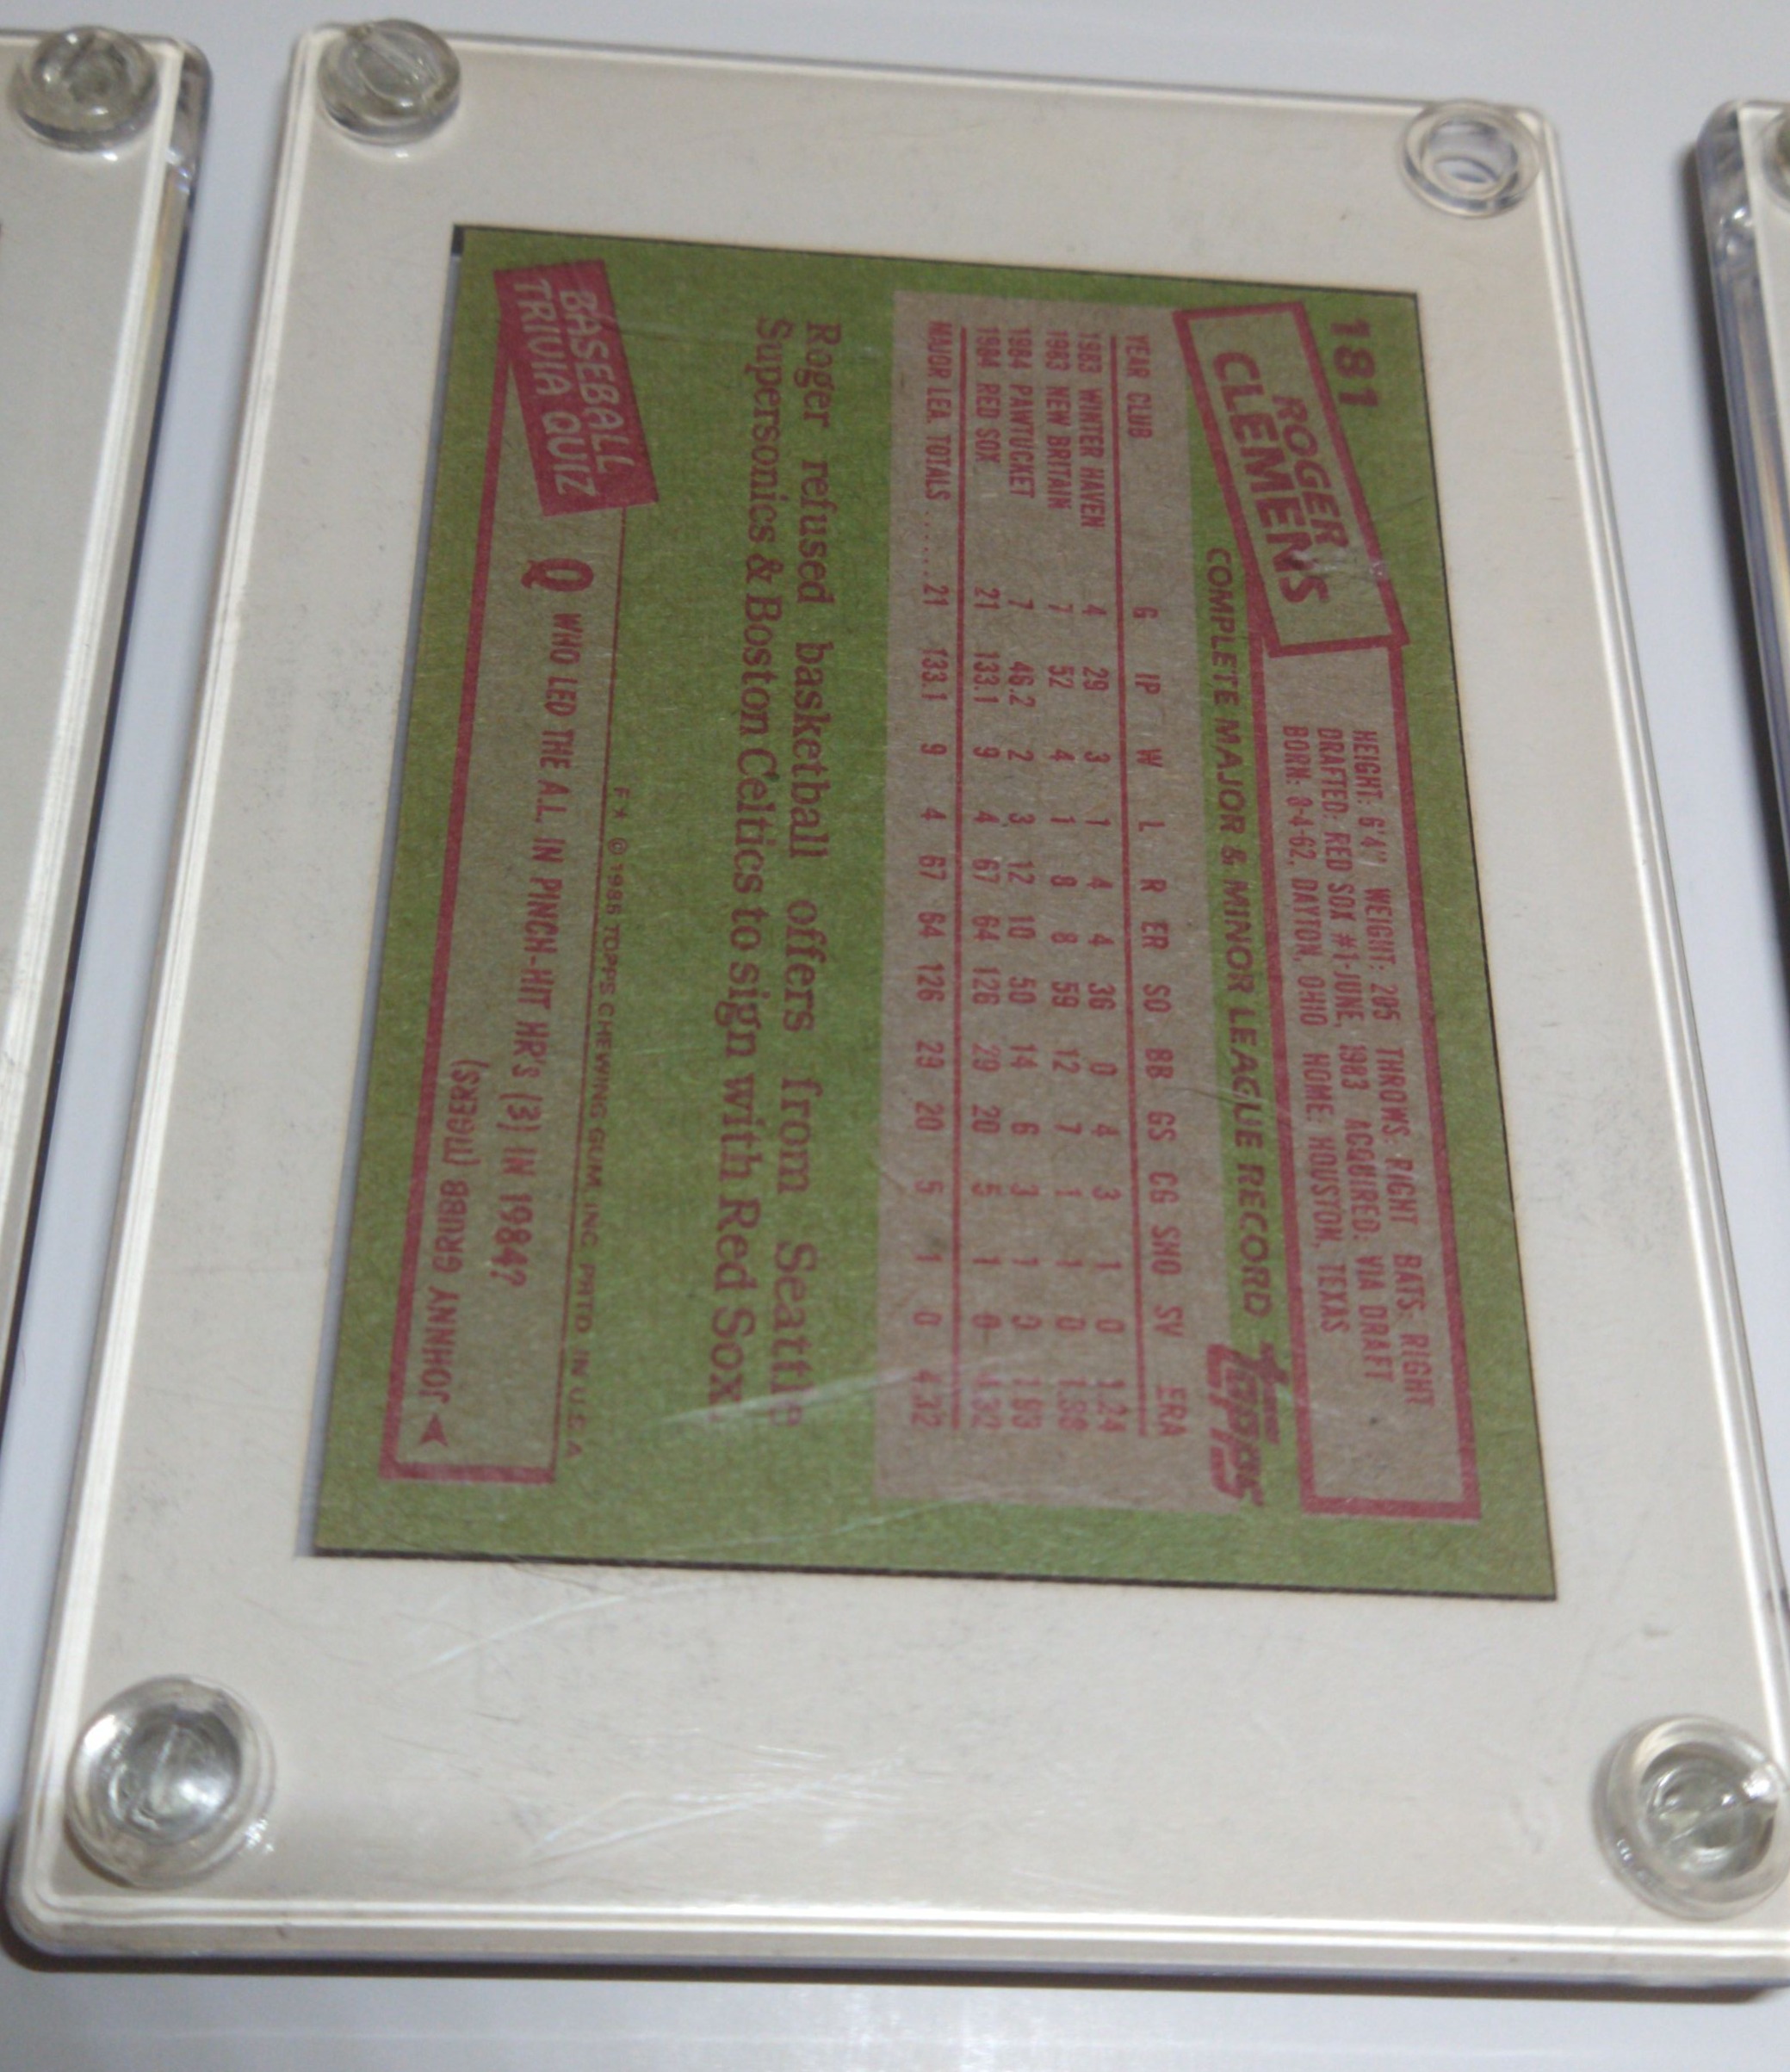 181
ROGER
CLEMENS
HEIGHT: 6'4" WEIGHT: 205 THROWS: RIGHT BATS: RIGHT
DRAFTED: RED SOX #1-JUNE, 1983 ACQUIRED: VIA DRAFT
BORN: 8-4-62, DAYTON, OHIO HOME: HOUSTON, TEXAS
COMPLETE MAJOR & MINOR LEAGUE RECORD topps
YEAR CLUB G IP W L R ER SO BB GS CG SHO SV ERA
1983 WINTER HAVEN 4 29 3 1 4 4 36 0 4 3 1 0 1.24
1983 NEW BRITAIN 7 52 4 1 8 8 59 12 7 1 1 0 1.38
1984 PAWTUCKET 7 46.2 2 3 12 10 50 14 6 3 1 0 1.93
1984 RED SOX 21 133.1 9 4 67 64 126 29 20 5 1 0 4.32
MAJOR LEA. TOTALS ...... 21 133.1 9 4 67 64 126 29 20 5 1 0 4.32
Roger refused basketball offers from Seattle
Supersonics & Boston Celtics to sign with Red Sox.
F* © 1985 TOPPS CHEWING GUM, INC. PRTD. IN U.S.A.
BASEBALL
TRIVIA QUIZ
Q WHO LED THE A.L. IN PINCH-HIT HR'S (3) IN 1984?
JOHNNY GRUBB (TIGERS)